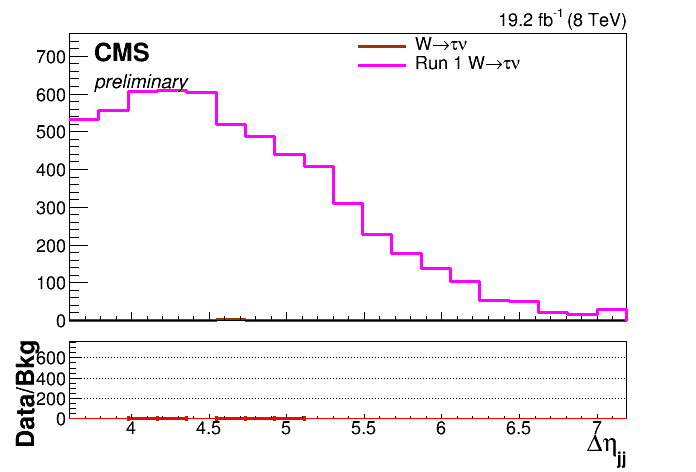 19.2 fb-1 (8 TeV)
CMS
preliminary
W→τν
Run 1 W→τν
700
600
500
400
300
200
100
0
Data/Bkg
600
400
200
0
4 4.5 5 5.5 6 6.5 7
Δηjj